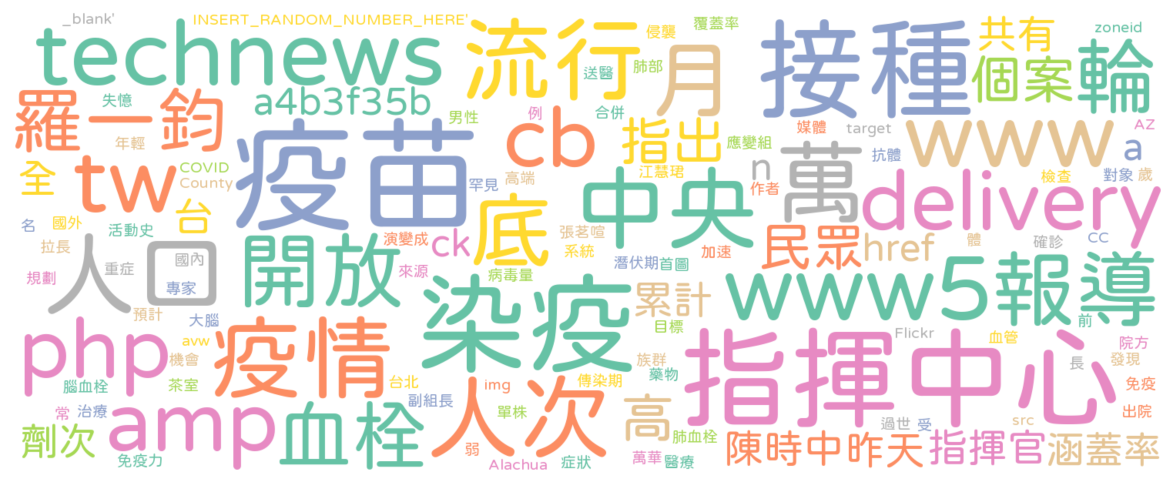 _blank'
INSERT_RANDOM_NUMBER_HERE'
technews
流行
侵襲
覆蓋率
月
接種
共有
zoneid
個案
輪
送醫
肺部
羅一鈞
失憶
a4b3f35b
年輕
男性
例
合併
cb
指出
應變組
媒體
target
www
AZ
a
全
tw
COVID
County
台
疫苗
罕見
高端
江慧珺
n
作者
萬
抗體
檢查
對象
歲
名
國外
活動史
底
中央
delivery
拉長
人口
國內
重症
開放
演變成
ck
張茗喧
系統
加速
民眾
href
體
確診
CC
規劃
專家
來源
病毒量
潛伏期
首圖
預計
大腦
染疫
累計
www5
報導
前
目標
php
avw
機會
疫情
族群
指揮中心
Flickr
血管
院方
長
發現
腦血栓
茶室
台北
img
傳染期
藥物
免疫
常
治療
副組長
人次
單株
高
過世
受
src
出院
劑次
amp
血栓
弱
肺血栓
免疫力
Alachua
症狀
萬華
醫療
陳時中
昨天
指揮官
涵蓋率